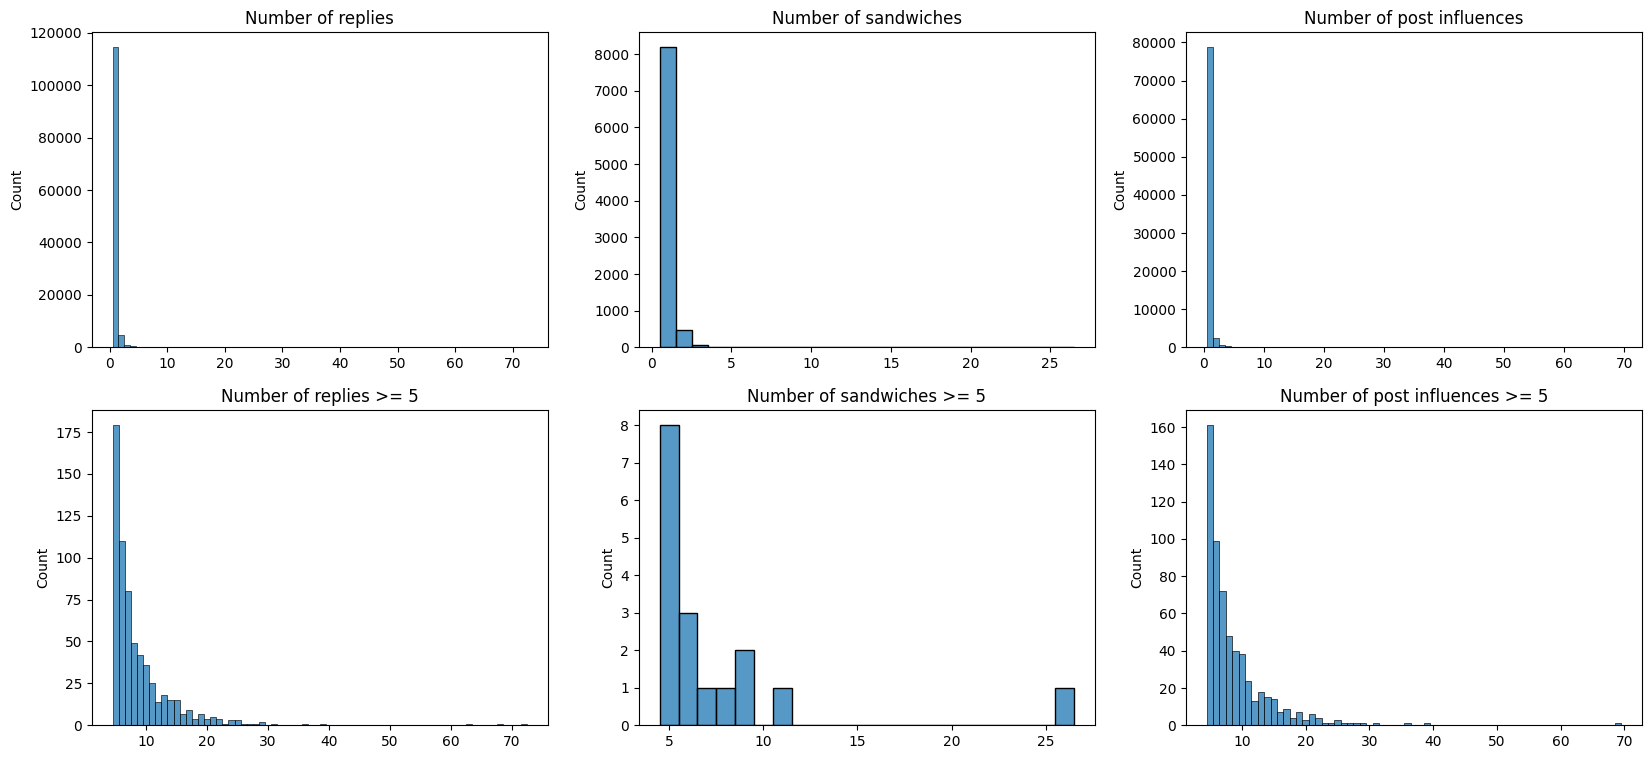 Number of replies
Count
120000
100000
80000
60000
40000
20000
0
0 10 20 30 40 50 60 70
Number of sandwiches
Count
8000
7000
6000
5000
4000
3000
2000
1000
0
0 5 10 15 20 25
Number of post influences
Count
80000
70000
60000
50000
40000
30000
20000
10000
0
0 10 20 30 40 50 60 70
Number of replies >= 5
Count
175
150
125
100
75
50
25
0
10 20 30 40 50 60 70
Number of sandwiches >= 5
Count
8
7
6
5
4
3
2
1
0
5 10 15 20 25
Number of post influences >= 5
Count
160
140
120
100
80
60
40
20
0
10 20 30 40 50 60 70